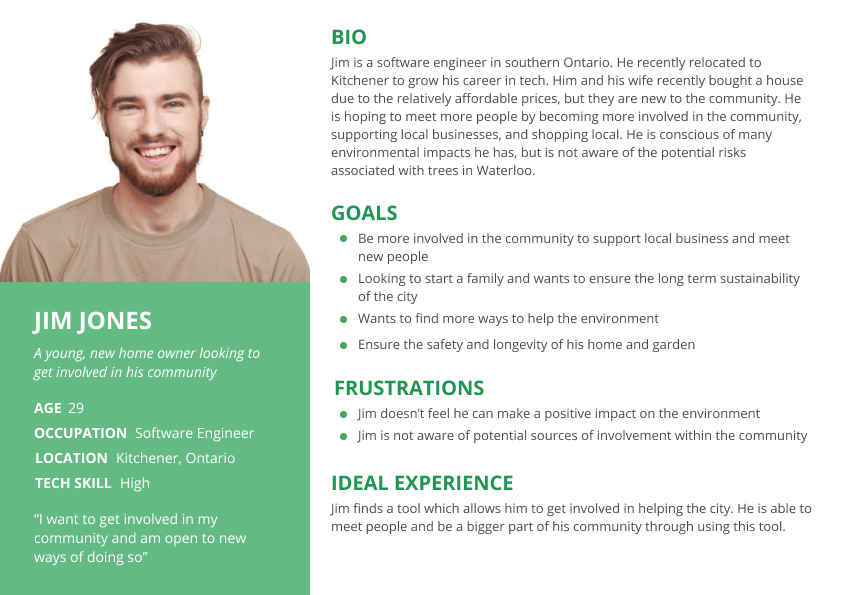 JIM JONES
A young, new home owner looking to
get involved in his community
AGE 29
OCCUPATION Software Engineer
LOCATION Kitchener, Ontario
TECH SKILL High
“I want to get involved in my
community and am open to new
ways of doing so”
BIO
Jim is a software engineer in southern Ontario. He recently relocated to
Kitchener to grow his career in tech. Him and his wife recently bought a house
due to the relatively affordable prices, but they are new to the community. He
is hoping to meet more people by becoming more involved in the community,
supporting local businesses, and shopping local. He is conscious of many
environmental impacts he has, but is not aware of the potential risks
associated with trees in Waterloo.
GOALS
Be more involved in the community to support local business and meet
new people
Looking to start a family and wants to ensure the long term sustainability
of the city
Wants to find more ways to help the environment
Ensure the safety and longevity of his home and garden
FRUSTRATIONS
Jim doesn’t feel he can make a positive impact on the environment
Jim is not aware of potential sources of involvement within the community
IDEAL EXPERIENCE
Jim finds a tool which allows him to get involved in helping the city. He is able to
meet people and be a bigger part of his community through using this tool.